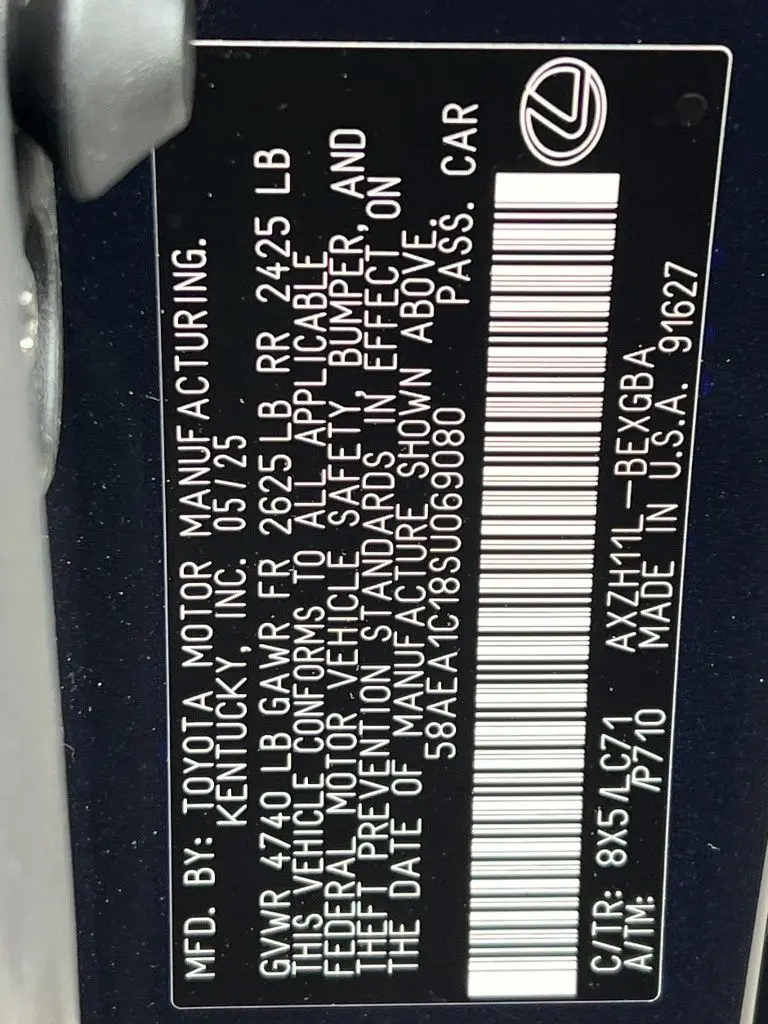 MFD. BY: TOYOTA MOTOR MANUFACTURING.
KENTUCKY, INC. 05/25
GVWR 4740 LB GAWR FR 2625 LB RR 2425 LB
THIS VEHICLE CONFORMS TO ALL APPLICABLE
FEDERAL MOTOR VEHICLE SAFETY, BUMPER, AND
THEFT PREVENTION STANDARDS IN EFFECT ON
THE DATE OF MANUFACTURE SHOWN ABOVE.
58AEA1C18SU069080 PASS. CAR
C/TR: 8X5/LC71 AXZH11L-BEXGBA
A/TM: /P710 MADE IN U.S.A. 91627